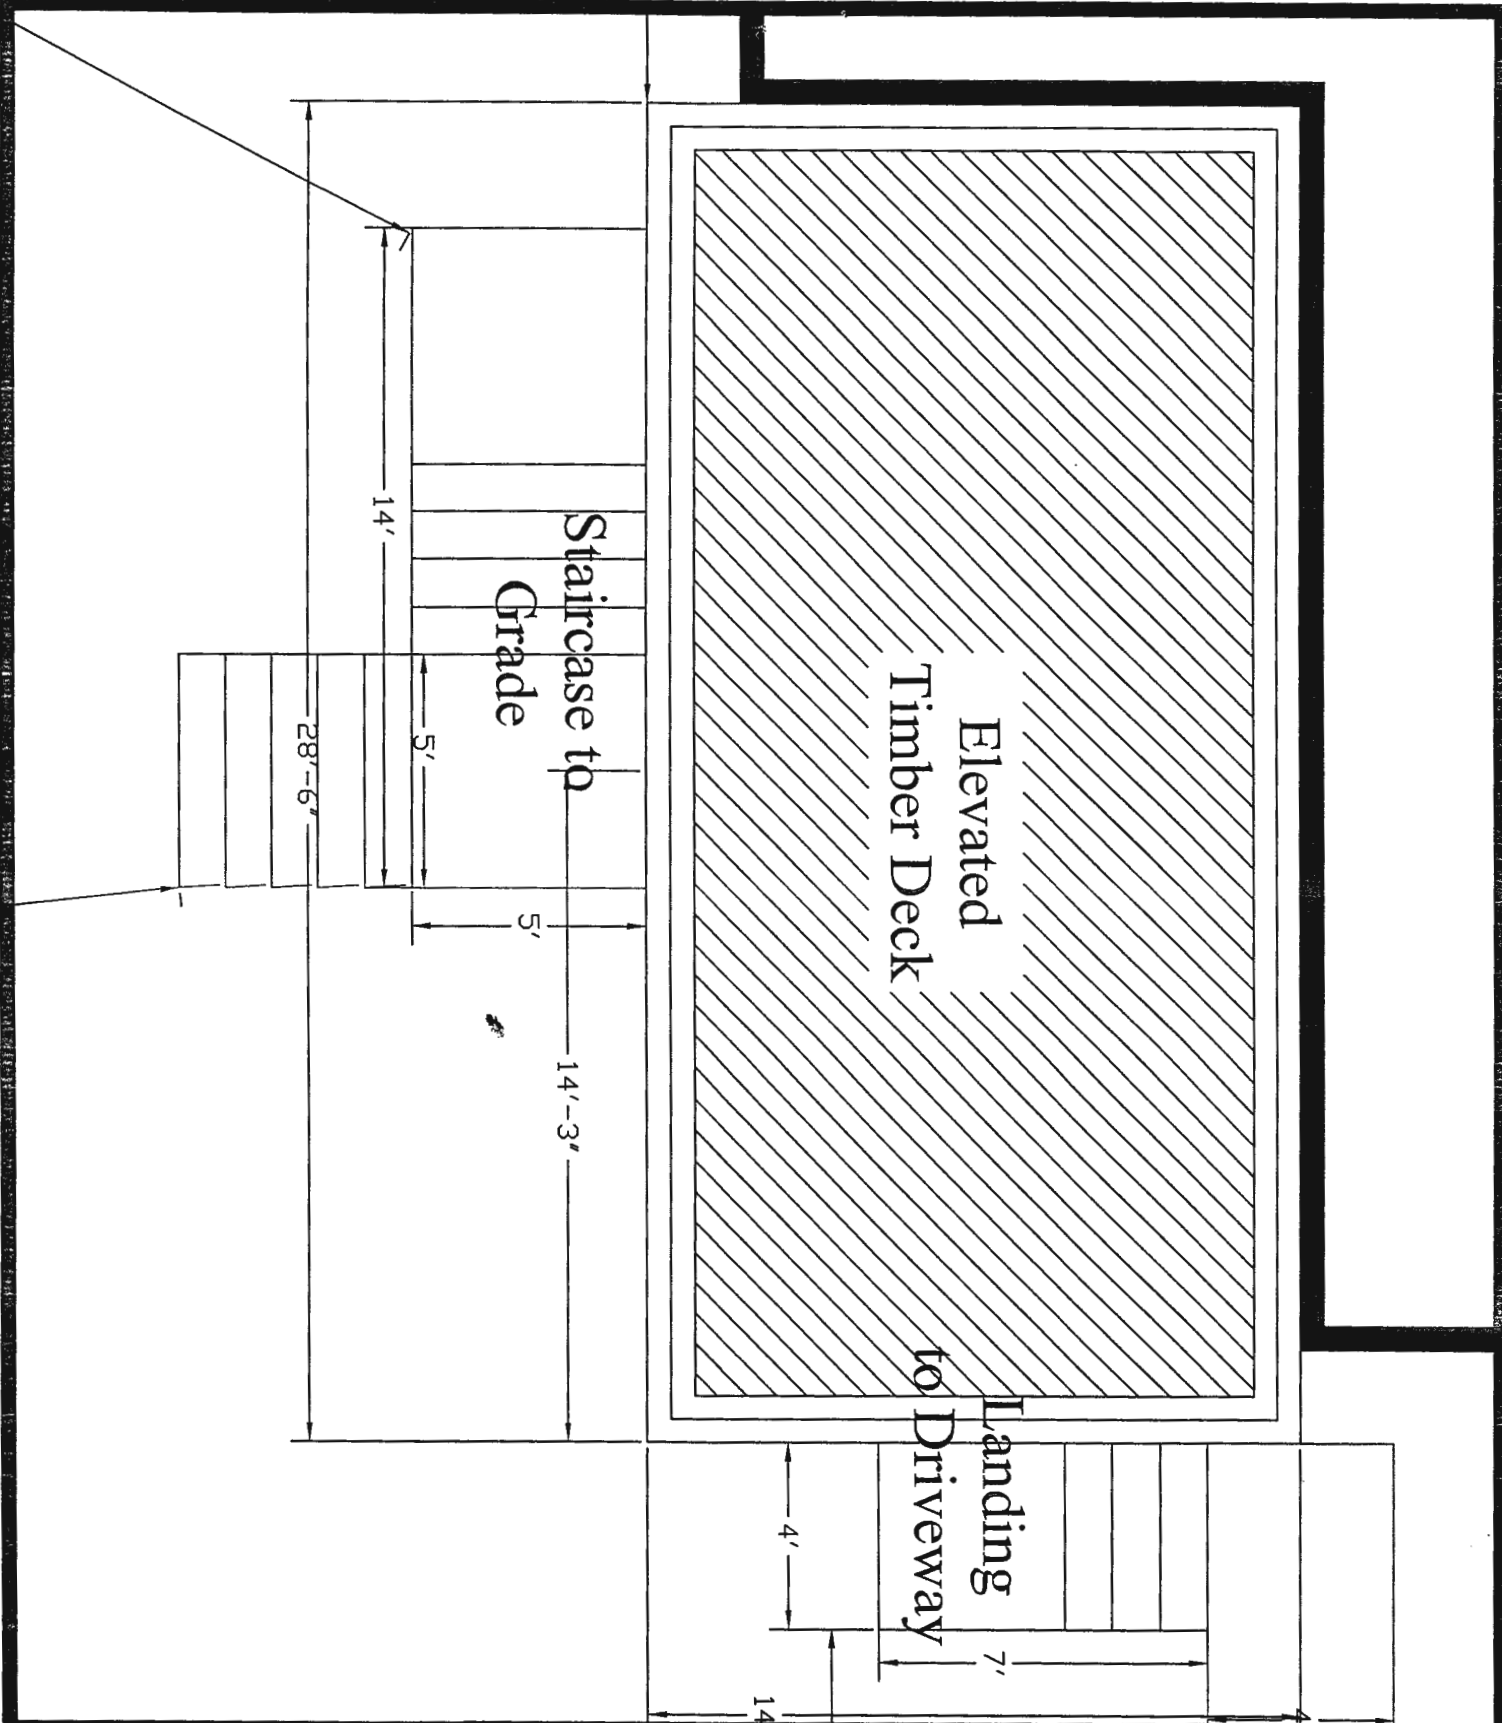 Elevated
Timber Deck
Landing
to Driveway
Staircase to
Grade
14'
28'-6"
5'
5'
14'-3"
4'
7'
14
4